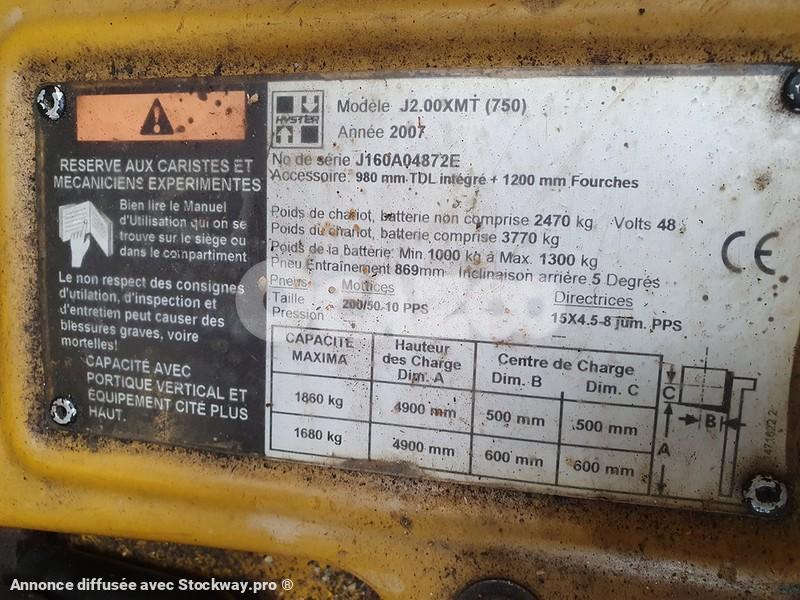 HYSTER
Modèle J2.00XMT (750)
Année 2007
No de série J160A04872E
Accessoire: 980 mm TDL intégré + 1200 mm Fourches
Poids de chariot, batterie non comprise 2470 kg Volts 48
Poids du chariot, batterie comprise 3770 kg
Poids de la batterie: Min. 1000 kg à Max. 1300 kg
Pneu Entraînement 869mm Inclinaison arrière 5 Degrés
Pneus Motrices Directrices
Taille 200/50-10 PPS 15X4.5-8 jum. PPS
Pression —
CAPACITÉ MAXIMA
Hauteur des Charge Dim. A
Centre de Charge
Dim. B Dim. C
1860 kg 4900 mm 500 mm 500 mm
1680 kg 4900 mm 600 mm 600 mm
C
B
A
CE
RESERVE AUX CARISTES ET
MECANICIENS EXPERIMENTES
Bien lire le Manuel
d'Utilisation qui on se
trouve sur le siège ou
dans le compartiment
Le non respect des consignes
d'utilation, d'inspection et
d'entretien peut causer des
blessures graves, voire
mortelles!
CAPACITÉ AVEC
PORTIQUE VERTICAL ET
ÉQUIPEMENT CITÉ PLUS
HAUT.
Annonce diffusée avec Stockway.pro ®